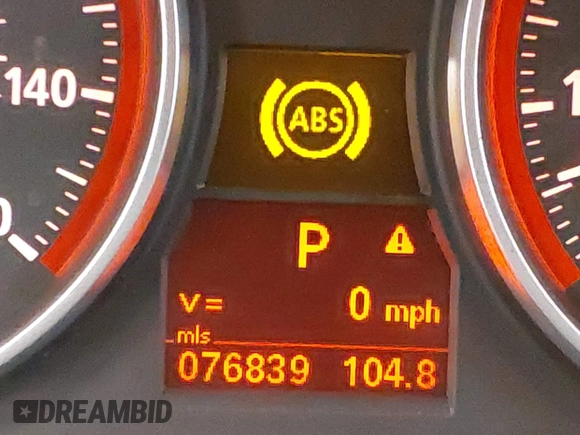 140
ABS
P
v= 0 mph
mls
076839 104.8
DREAMBID